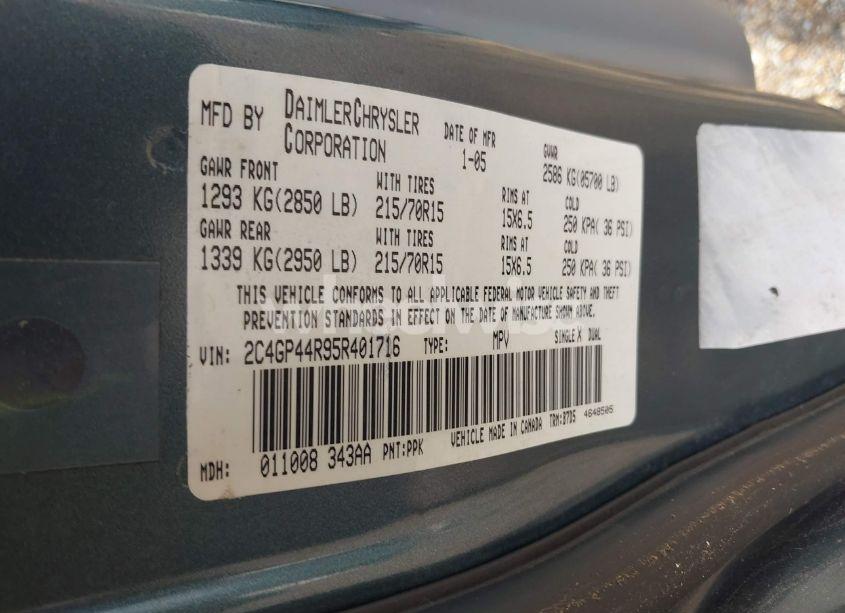 MFD BY DAIMLERCHRYSLER CORPORATION DATE OF MFR 1-05 GVWR 2586 KG(05700 LB)
GAWR FRONT WITH TIRES RIMS AT COLD
1293 KG(2850 LB) 215/70R15 15X6.5 250 KPA( 36 PSI)
GAWR REAR WITH TIRES RIMS AT COLD
1339 KG(2950 LB) 215/70R15 15X6.5 250 KPA( 36 PSI)
THIS VEHICLE CONFORMS TO ALL APPLICABLE FEDERAL MOTOR VEHICLE SAFETY AND THEFT
PREVENTION STANDARDS IN EFFECT ON THE DATE OF MANUFACTURE SHOWN ABOVE.
VIN: 2C4GP44R95R401716 TYPE: MPV SINGLE X DUAL
MDH: 011008 343AA PNT:PPK VEHICLE MADE IN CANADA TRM:B7D5 4648505